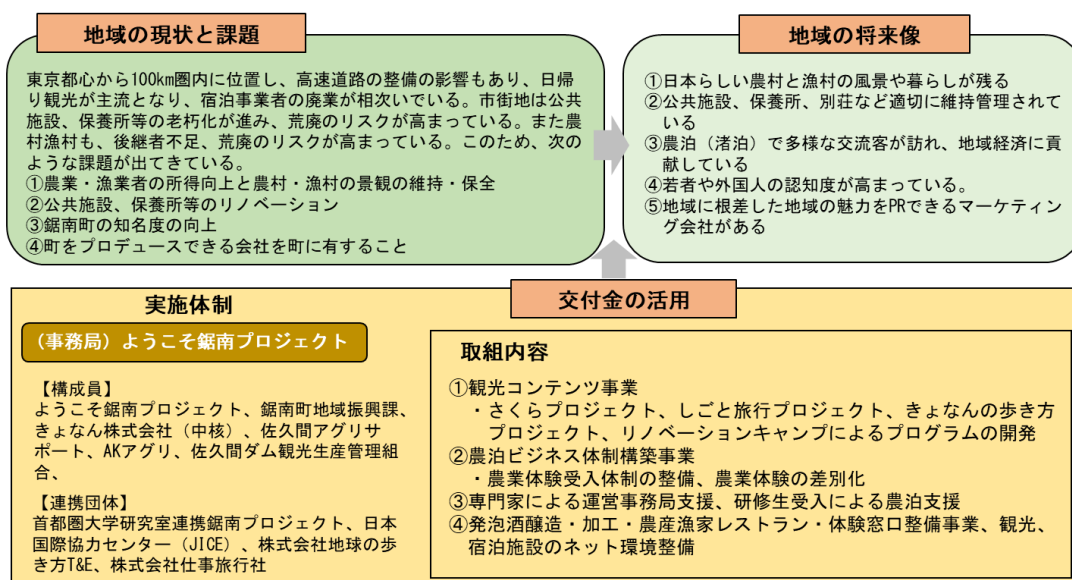 地域の現状と課題
東京都心から100km圏内に位置し、高速道路の整備の影響もあり、日帰
り観光が主流となり、宿泊事業者の廃業が相次いでいる。市街地は公共
施設、保養所等の老朽化が進み、荒廃のリスクが高まっている。また農
村漁村も、後継者不足、荒廃のリスクが高まっている。このため、次の
ような課題が出てきている。
①農業・漁業者の所得向上と農村・漁村の景観の維持・保全
②公共施設、保養所等のリノベーション
③鋸南町の知名度の向上
④町をプロデュースできる会社を町に有すること
地域の将来像
①日本らしい農村と漁村の風景や暮らしが残る
②公共施設、保養所、別荘など適切に維持管理されて
いる
③農泊（渚泊）で多様な交流客が訪れ、地域経済に貢
献している
④若者や外国人の認知度が高まっている。
⑤地域に根差した地域の魅力をPRできるマーケティン
グ会社がある
交付金の活用
実施体制
（事務局）ようこそ鋸南プロジェクト
【構成員】
ようこそ鋸南プロジェクト、鋸南町地域振興課、
きょなん株式会社（中核）、佐久間アグリサ
ポート、AKアグリ、佐久間ダム観光生産管理組
合、
【連携団体】
首都圏大学研究室連携鋸南プロジェクト、日本
国際協力センター（JICE）、株式会社地球の歩
き方T&E、株式会社仕事旅行社
取組内容
①観光コンテンツ事業
・さくらプロジェクト、しごと旅行プロジェクト、きょなんの歩き方
プロジェクト、リノベーションキャンプによるプログラムの開発
②農泊ビジネス体制構築事業
・農業体験受入体制の整備、農業体験の差別化
③専門家による運営事務局支援、研修生受入による農泊支援
④発泡酒醸造・加工・農産漁家レストラン・体験窓口整備事業、観光、
宿泊施設のネット環境整備